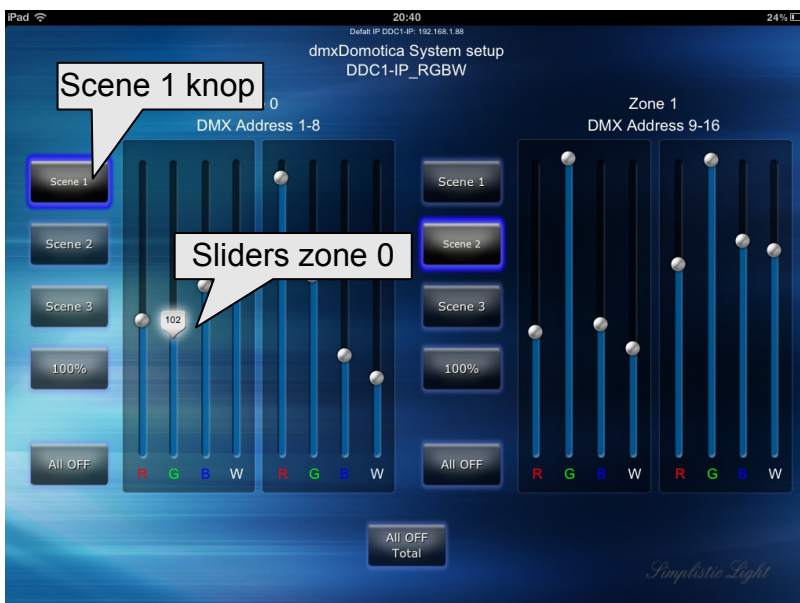 iPad 20:40 24%
Defalt IP DDC1-IP: 192.168.1.88
dmxDomotica System setup
DDC1-IP_RGBW
Scene 1 knop
0
Zone 1
DMX Address 1-8
DMX Address 9-16
Scene 1
Scene 1
Scene 2
Sliders zone 0
Scene 2
Scene 3
102
Scene 3
100%
100%
All OFF
R G B W R G B W
All OFF
R G B W R G B W
All OFF
Total
Simplistic Light